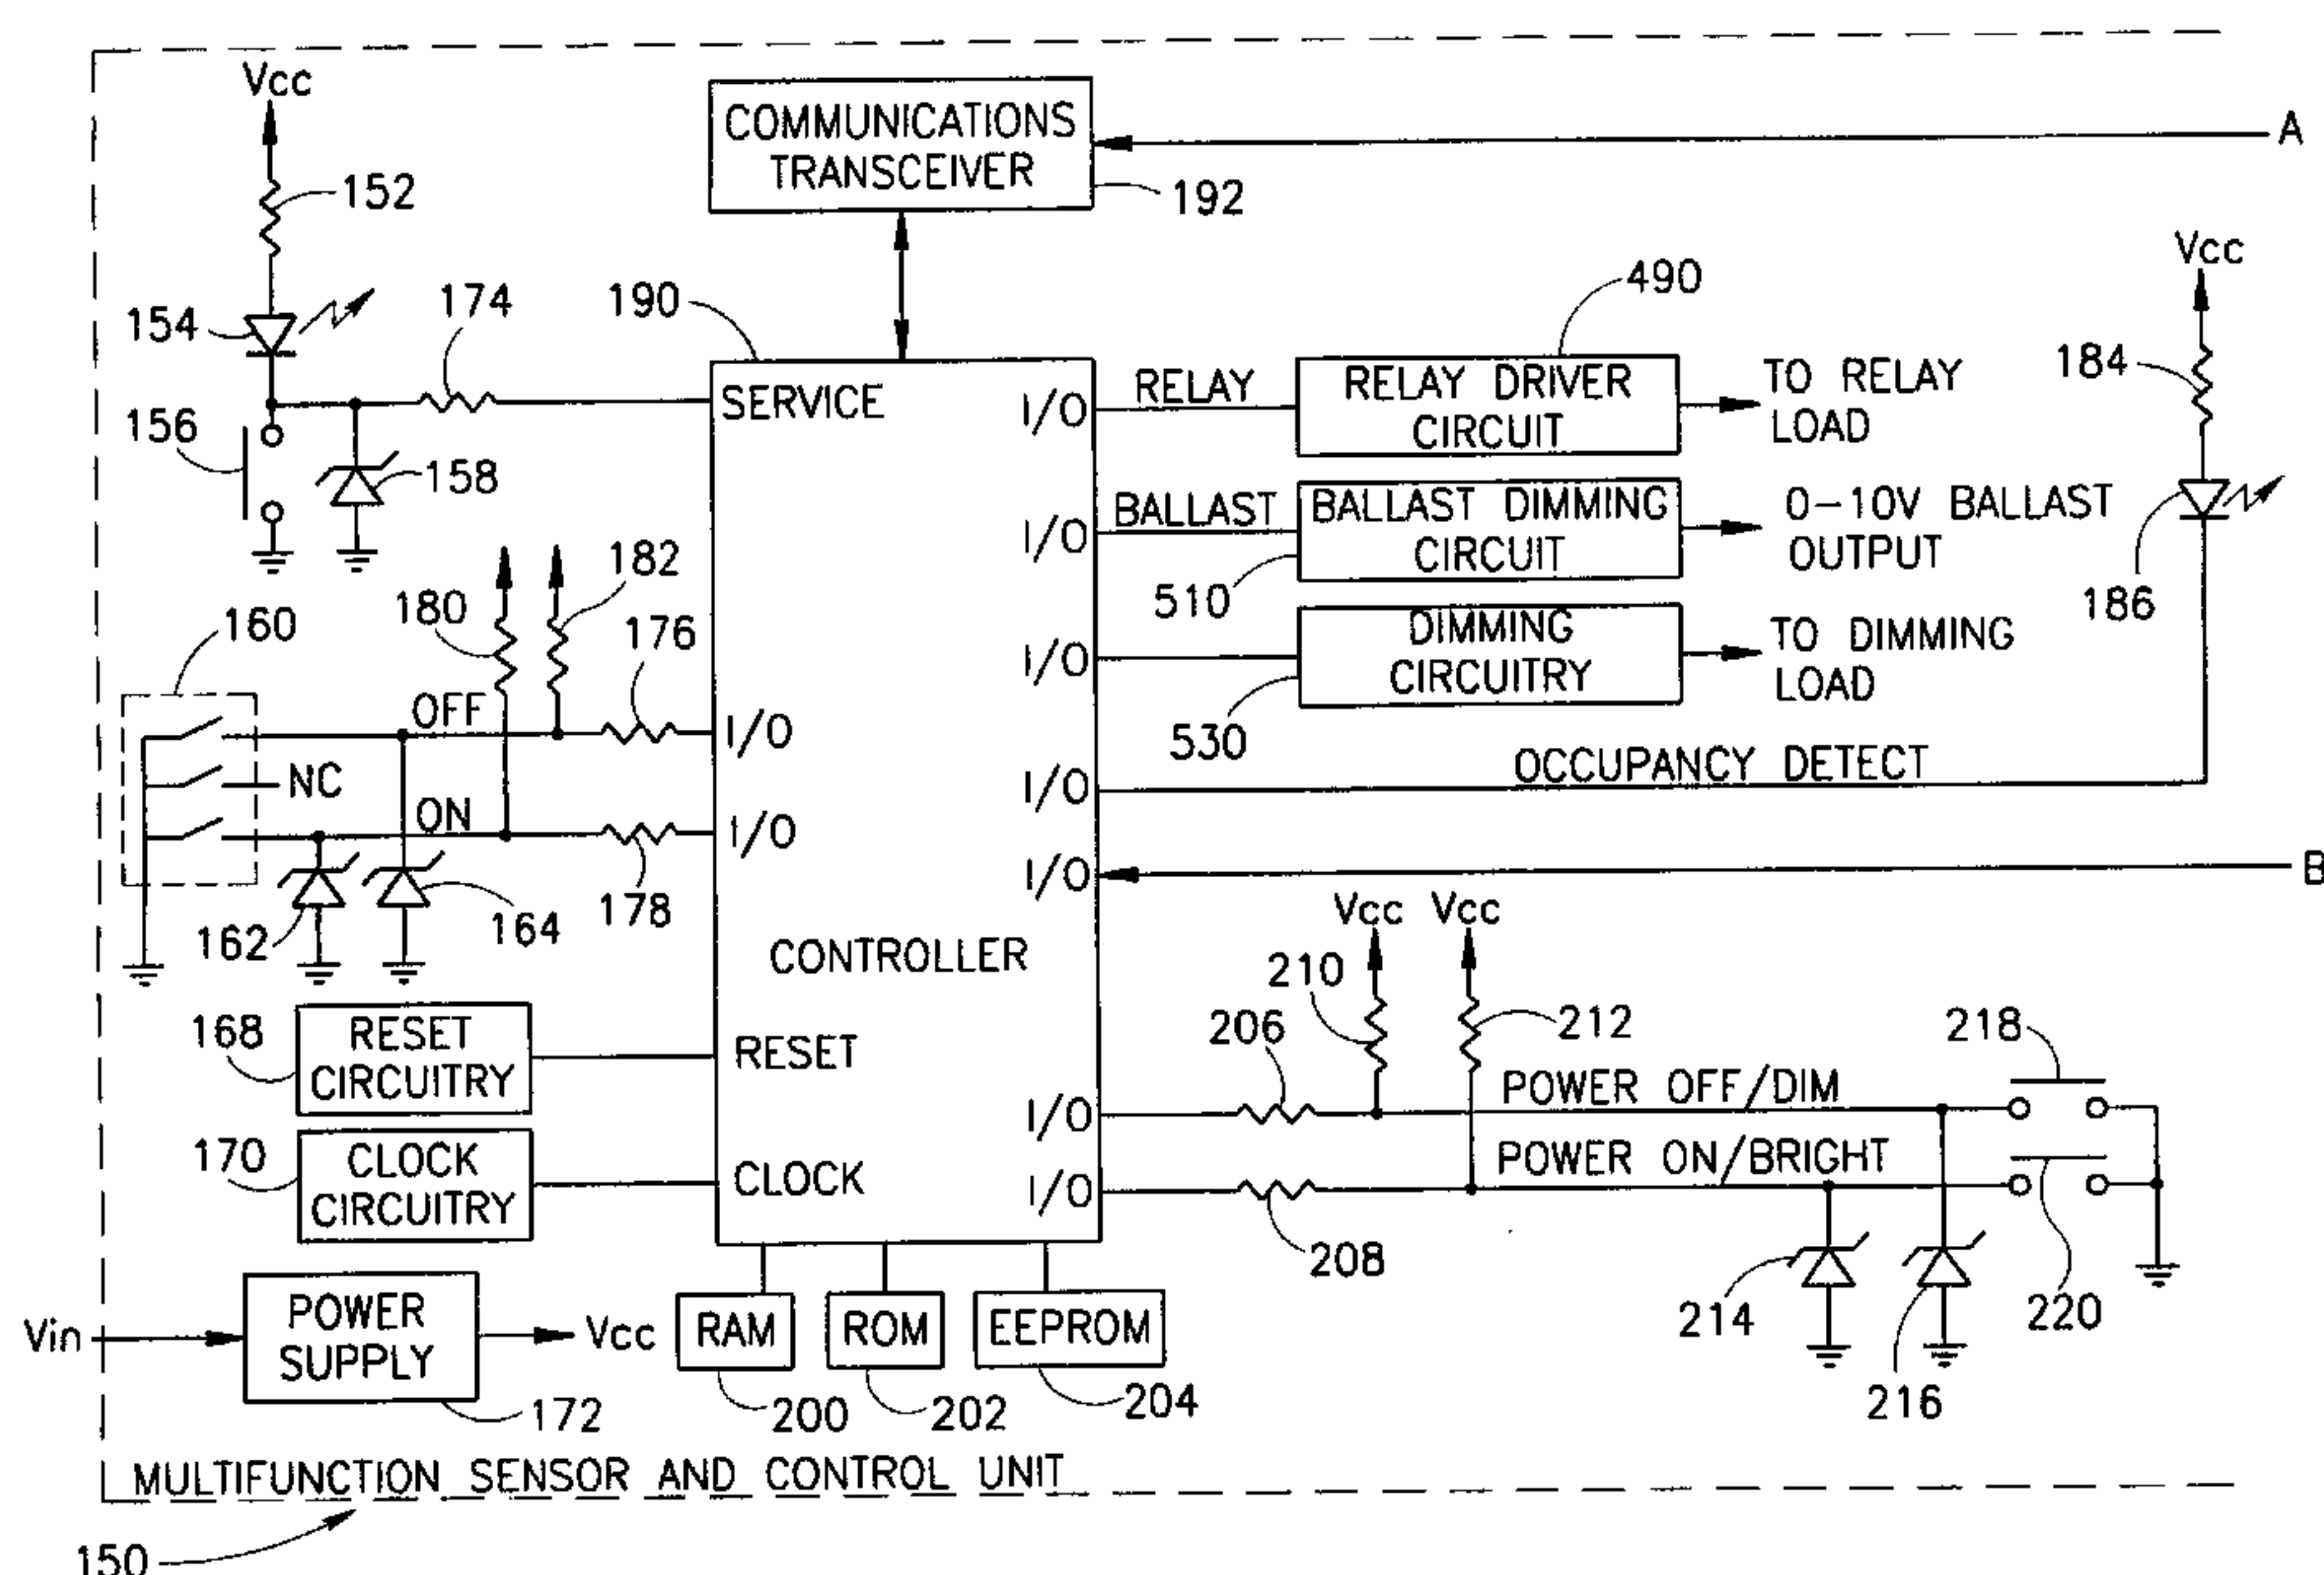 Vcc
COMMUNICATIONS
TRANSCEIVER
A
152
192
Vcc
154
174
190
490
184
SERVICE
I/O
RELAY
RELAY DRIVER
CIRCUIT
TO RELAY
LOAD
156
158
I/O
BALLAST
BALLAST DIMMING
CIRCUIT
0-10V BALLAST
OUTPUT
186
510
180
182
160
176
I/O
DIMMING
CIRCUITRY
TO DIMMING
LOAD
530
OFF
I/O
NC
ON
I/O
I/O
OCCUPANCY DETECT
I/O
B
162
164
178
CONTROLLER
Vcc
Vcc
210
212
206
218
168
RESET
CIRCUITRY
RESET
I/O
POWER OFF/DIM
170
CLOCK
CIRCUITRY
CLOCK
I/O
POWER ON/BRIGHT
208
214
216
220
Vin
POWER
SUPPLY
Vcc
172
RAM
ROM
EEPROM
200
202
204
MULTIFUNCTION SENSOR AND CONTROL UNIT
150